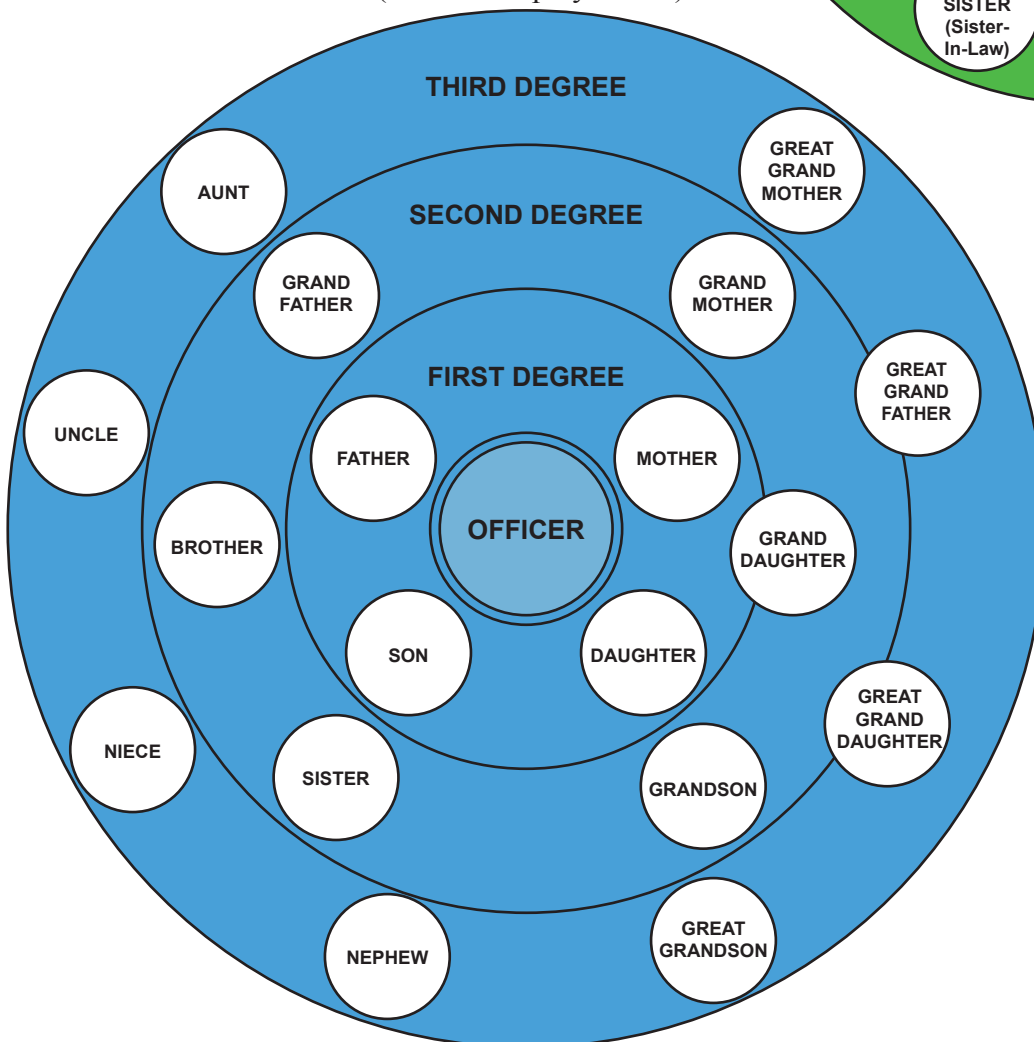 SISTER
(Sister-
In-Law)
THIRD DEGREE
GREAT
GRAND
MOTHER
AUNT
SECOND DEGREE
GRAND
FATHER
GRAND
MOTHER
FIRST DEGREE
GREAT
GRAND
FATHER
UNCLE
FATHER
MOTHER
OFFICER
BROTHER
GRAND
DAUGHTER
SON
DAUGHTER
GREAT
GRAND
DAUGHTER
NIECE
SISTER
GRANDSON
GREAT
GRANDSON
NEPHEW